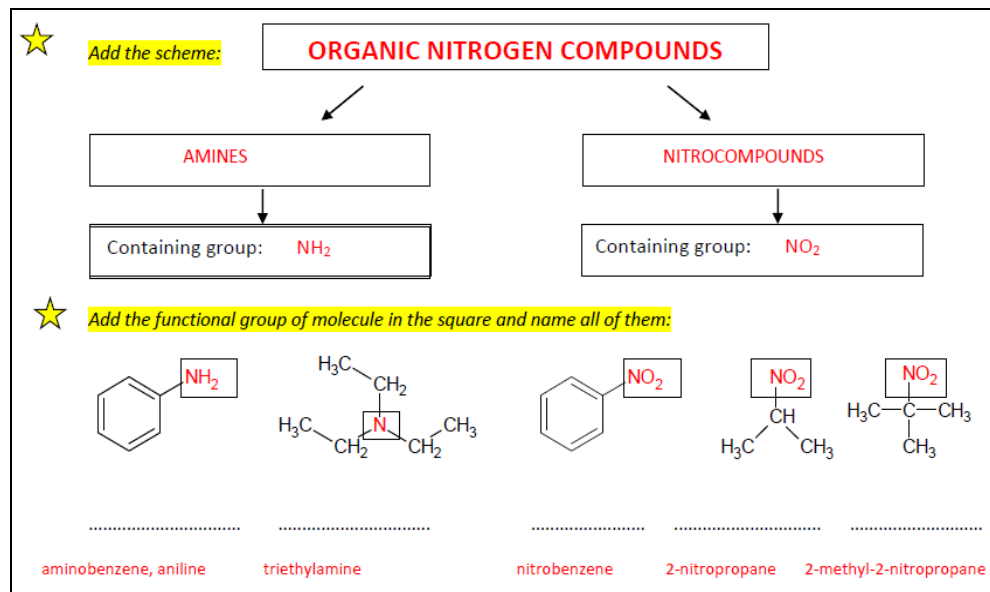 Add the scheme:
ORGANIC NITROGEN COMPOUNDS
AMINES
NITROCOMPOUNDS
Containing group: NH₂
Containing group: NO₂
Add the functional group of molecule in the square and name all of them:
NH₂
H₃C
CH₂
N
H₃C
CH₂
CH₂
CH₃
NO₂
NO₂
CH
H₃C
CH₃
NO₂
H₃C—C—CH₃
CH₃
................................ ................................ ........................ ............................... ............................
aminobenzene, aniline triethylamine nitrobenzene 2-nitropropane 2-methyl-2-nitropropane